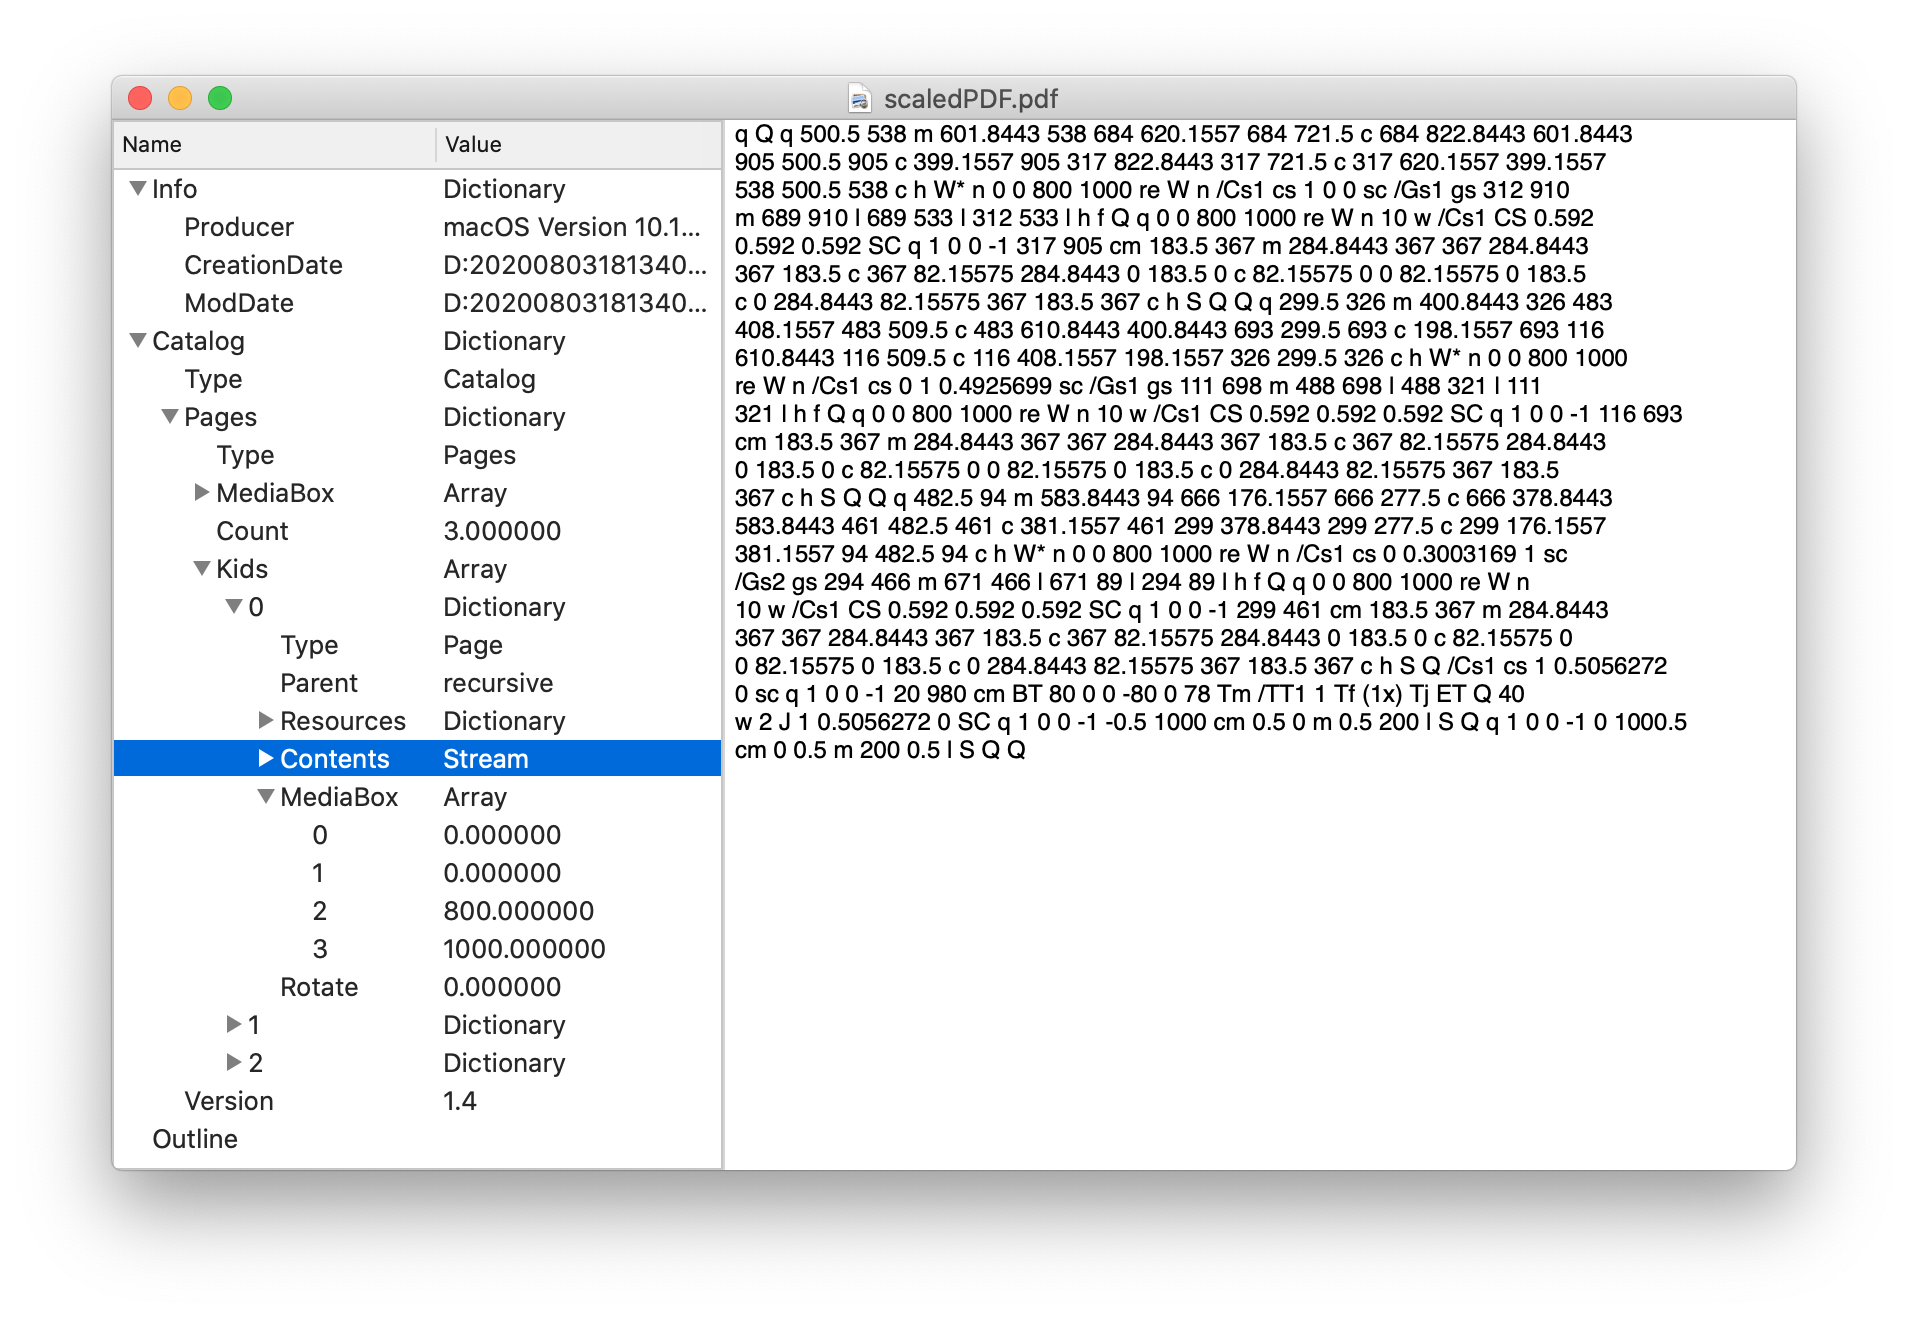 scaledPDF.pdf
Name Value
Info Dictionary
Producer macOS Version 10.1...
CreationDate D:20200803181340...
ModDate D:20200803181340...
Catalog Dictionary
Type Catalog
Pages Dictionary
Type Pages
MediaBox Array
Count 3.000000
Kids Array
0 Dictionary
Type Page
Parent recursive
Resources Dictionary
Contents Stream
MediaBox Array
0 0.000000
1 0.000000
2 800.000000
3 1000.000000
Rotate 0.000000
1 Dictionary
2 Dictionary
Version 1.4
Outline
q Q q 500.5 538 m 601.8443 538 684 620.1557 684 721.5 c 684 822.8443 601.8443
905 500.5 905 c 399.1557 905 317 822.8443 317 721.5 c 317 620.1557 399.1557
538 500.5 538 c h W* n 0 0 800 1000 re W n /Cs1 cs 1 0 0 sc /Gs1 gs 312 910
m 689 910 l 689 533 l 312 533 l h f Q q 0 0 800 1000 re W n 10 w /Cs1 CS 0.592
0.592 0.592 SC q 1 0 0 -1 317 905 cm 183.5 367 m 284.8443 367 367 284.8443
367 183.5 c 367 82.15575 284.8443 0 183.5 0 c 82.15575 0 0 82.15575 0 183.5
c 0 284.8443 82.15575 367 183.5 367 c h S Q Q q 299.5 326 m 400.8443 326 483
408.1557 483 509.5 c 483 610.8443 400.8443 693 299.5 693 c 198.1557 693 116
610.8443 116 509.5 c 116 408.1557 198.1557 326 299.5 326 c h W* n 0 0 800 1000
re W n /Cs1 cs 0 1 0.4925699 sc /Gs1 gs 111 698 m 488 698 l 488 321 l 111
321 l h f Q q 0 0 800 1000 re W n 10 w /Cs1 CS 0.592 0.592 0.592 SC q 1 0 0 -1 116 693
cm 183.5 367 m 284.8443 367 367 284.8443 367 183.5 c 367 82.15575 284.8443
0 183.5 0 c 82.15575 0 0 82.15575 0 183.5 c 0 284.8443 82.15575 367 183.5
367 c h S Q Q q 482.5 94 m 583.8443 94 666 176.1557 666 277.5 c 666 378.8443
583.8443 461 482.5 461 c 381.1557 461 299 378.8443 299 277.5 c 299 176.1557
381.1557 94 482.5 94 c h W* n 0 0 800 1000 re W n /Cs1 cs 0 0.3003169 1 sc
/Gs2 gs 294 466 m 671 466 l 671 89 l 294 89 l h f Q q 0 0 800 1000 re W n
10 w /Cs1 CS 0.592 0.592 0.592 SC q 1 0 0 -1 299 461 cm 183.5 367 m 284.8443
367 367 284.8443 367 183.5 c 367 82.15575 284.8443 0 183.5 0 c 82.15575 0
0 82.15575 0 183.5 c 0 284.8443 82.15575 367 183.5 367 c h S Q /Cs1 cs 1 0.5056272
0 sc q 1 0 0 -1 20 980 cm BT 80 0 0 -80 0 78 Tm /TT1 1 Tf (1x) Tj ET Q 40
w 2 J 1 0.5056272 0 SC q 1 0 0 -1 -0.5 1000 cm 0.5 0 m 0.5 200 l S Q q 1 0 0 -1 0 1000.5
cm 0 0.5 m 200 0.5 l S Q Q